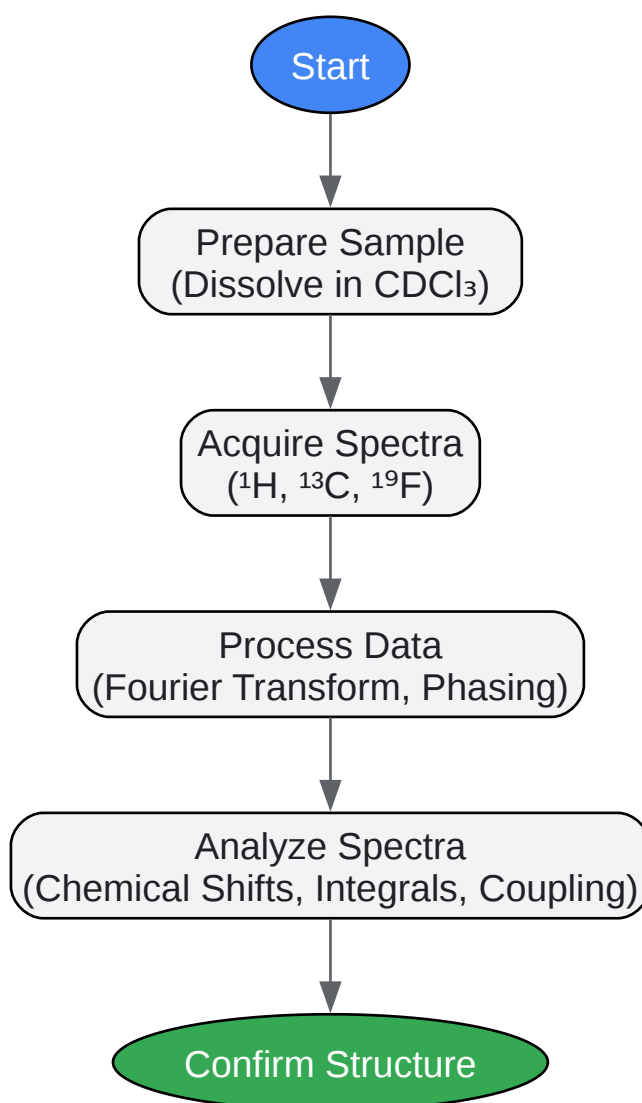 Start
Prepare Sample
(Dissolve in CDCl₃)
Acquire Spectra
(¹H, ¹³C, ¹⁹F)
Process Data
(Fourier Transform, Phasing)
Analyze Spectra
(Chemical Shifts, Integrals, Coupling)
Confirm Structure